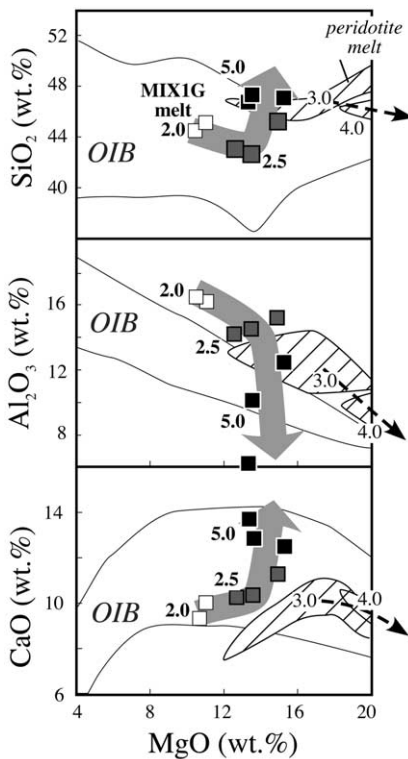 52
48
44
40
SiO₂ (wt.%)
peridotite
melt
5.0
MIX1G
melt
2.0
3.0
4.0
OIB
2.5
16
12
8
Al₂O₃ (wt.%)
2.0
OIB
2.5
3.0
5.0
4.0
14
10
6
CaO (wt.%)
5.0
2.5
2.0
3.0
4.0
OIB
4
8
12
16
20
MgO (wt.%)